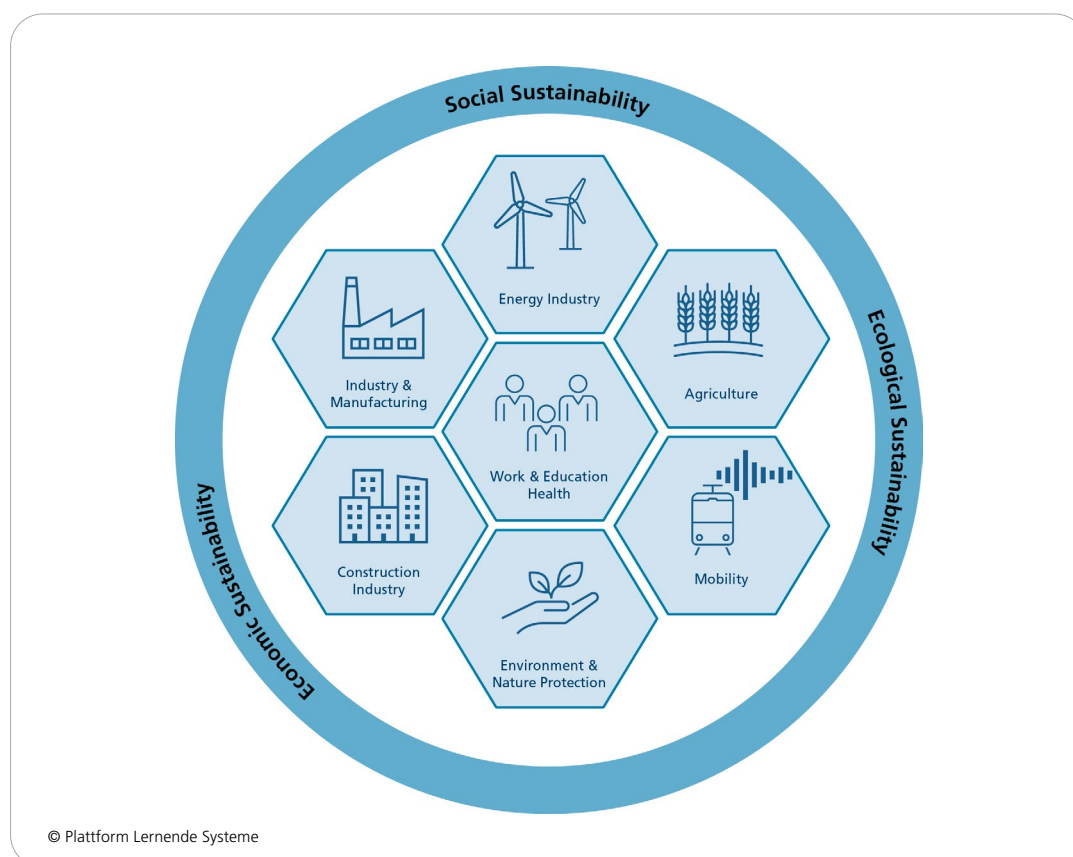 Social Sustainability
Energy Industry
Industry &
Manufacturing
Agriculture
Ecological Sustainability
Work & Education
Health
Construction
Industry
Mobility
Economic Sustainability
Environment &
Nature Protection
© Plattform Lernende Systeme